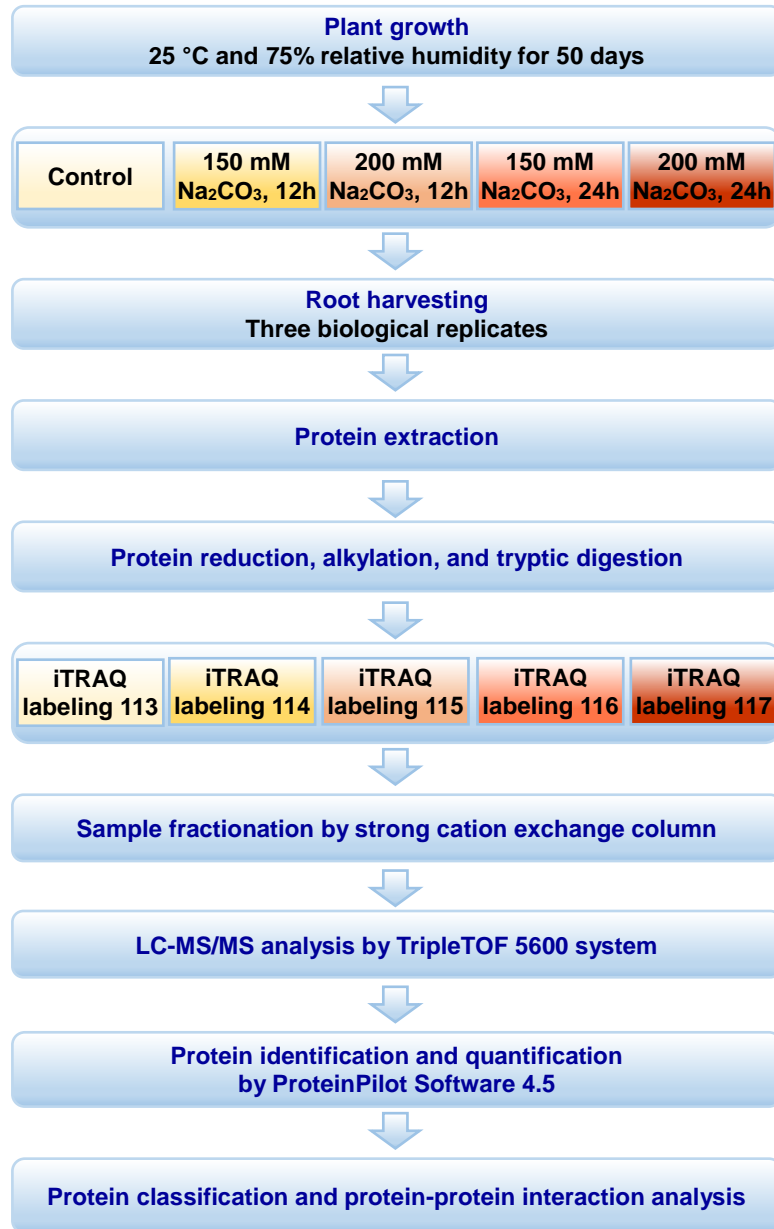 Plant growth
25 °C and 75% relative humidity for 50 days
Control
150 mM
Na₂CO₃, 12h
200 mM
Na₂CO₃, 12h
150 mM
Na₂CO₃, 24h
200 mM
Na₂CO₃, 24h
Root harvesting
Three biological replicates
Protein extraction
Protein reduction, alkylation, and tryptic digestion
iTRAQ
labeling 113
iTRAQ
labeling 114
iTRAQ
labeling 115
iTRAQ
labeling 116
iTRAQ
labeling 117
Sample fractionation by strong cation exchange column
LC-MS/MS analysis by TripleTOF 5600 system
Protein identification and quantification
by ProteinPilot Software 4.5
Protein classification and protein-protein interaction analysis